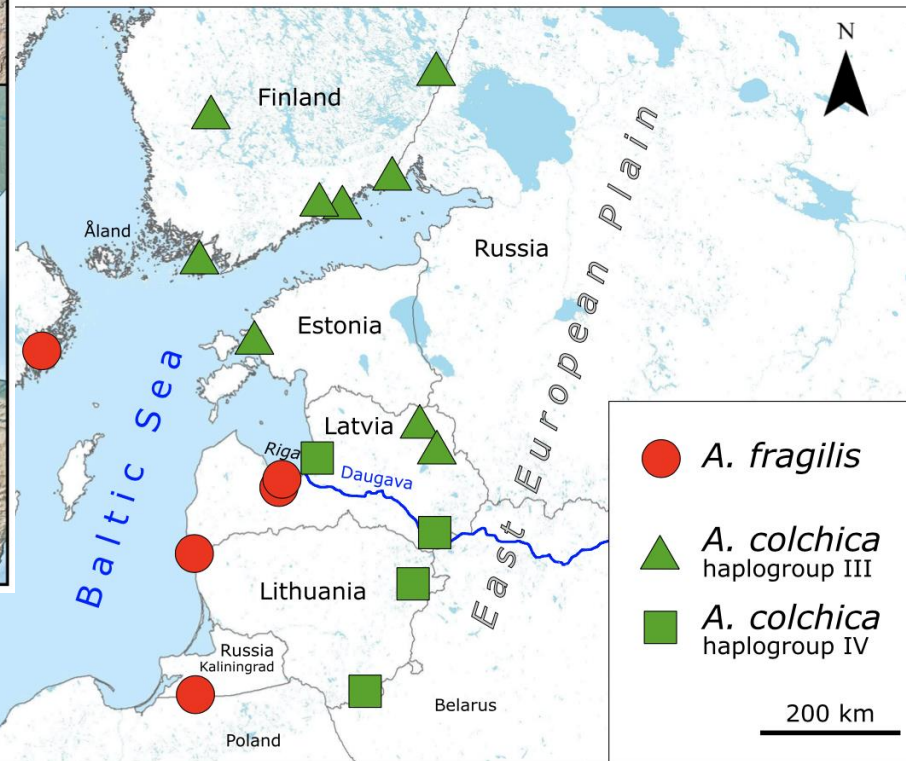 N
Finland
Åland
Russia
Estonia
East European Plain
Baltic Sea
Latvia
Riga
Daugava
Lithuania
Russia
Kaliningrad
Belarus
Poland
A. fragilis
A. colchica
haplogroup III
A. colchica
haplogroup IV
200 km